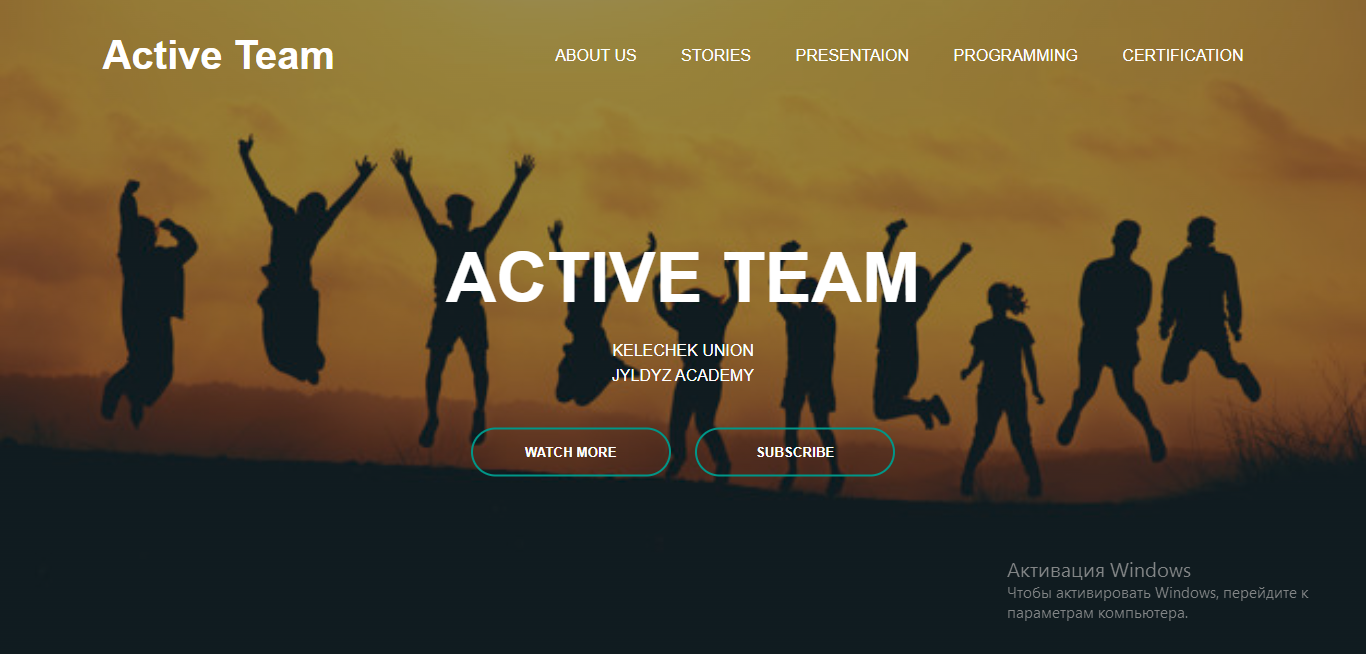 Active Team
ABOUT US STORIES PRESENTAION PROGRAMMING CERTIFICATION
ACTIVE TEAM
KELECHEK UNION
JYLDYZ ACADEMY
WATCH MORE SUBSCRIBE
Активация Windows
Чтобы активировать Windows, перейдите к
параметрам компьютера.